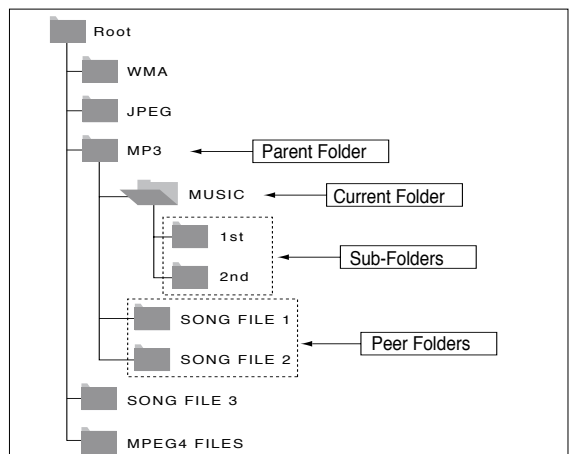 Root
WMA
JPEG
MP3
Parent Folder
MUSIC
Current Folder
1st
Sub-Folders
2nd
SONG FILE 1
Peer Folders
SONG FILE 2
SONG FILE 3
MPEG4 FILES